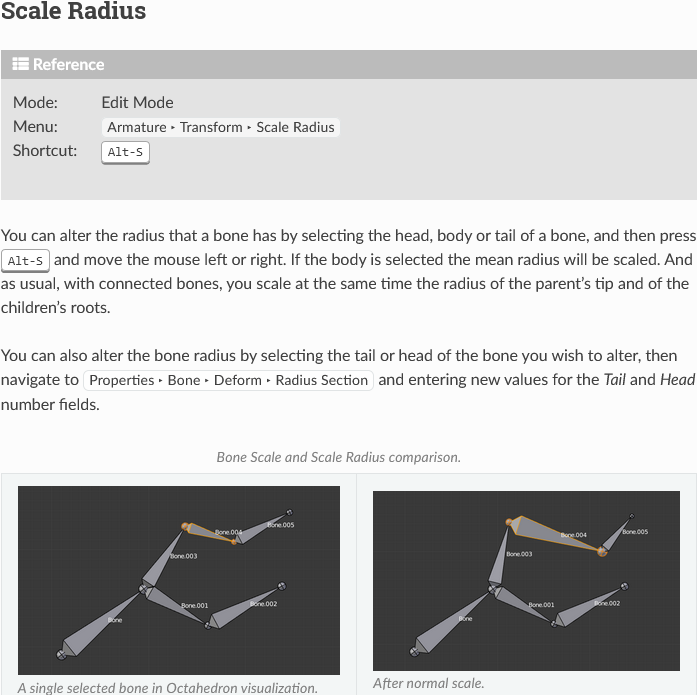 Scale Radius
Reference
Mode: Edit Mode
Menu: Armature ‣ Transform ‣ Scale Radius
Shortcut: Alt-S
You can alter the radius that a bone has by selecting the head, body or tail of a bone, and then press
Alt-S and move the mouse left or right. If the body is selected the mean radius will be scaled. And
as usual, with connected bones, you scale at the same time the radius of the parent’s tip and of the
children’s roots.
You can also alter the bone radius by selecting the tail or head of the bone you wish to alter, then
navigate to Properties ‣ Bone ‣ Deform ‣ Radius Section and entering new values for the Tail and Head
number fields.
Bone Scale and Scale Radius comparison.
Bone.004
Bone.005
Bone.003
Bone.001
Bone.002
Bone
A single selected bone in Octahedron visualization.
Bone.004
Bone.005
Bone.003
Bone.001
Bone.002
Bone
After normal scale.